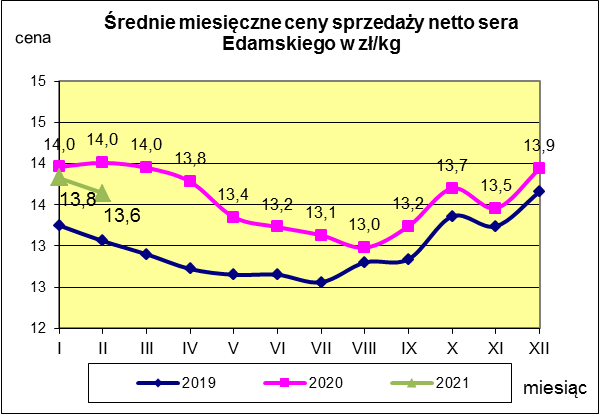 Średnie miesięczne ceny sprzedaży netto sera
Edamskiego w zł/kg
cena
15
15
14
14
13
13
12
14,0 14,0 14,0 13,8 13,4 13,2 13,1 13,0 13,2 13,7 13,5 13,9
13,8 13,6
I II III IV V VI VII VIII IX X XI XII
2019 2020 2021
miesiąc